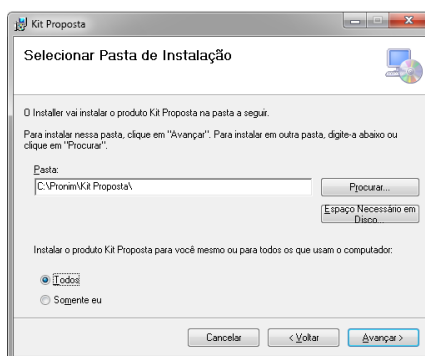 Kit Proposta
Selecionar Pasta de Instalação
O Installer vai instalar o produto Kit Proposta na pasta a seguir.
Para instalar nessa pasta, clique em "Avançar". Para instalar em outra pasta, digite-a abaixo ou
clique em "Procurar".
Pasta:
C:\Pronim\Kit Proposta\
Procurar...
Espaço Necessário em
Disco...
Instalar o produto Kit Proposta para você mesmo ou para todos os que usam o computador:
Todos
Somente eu
Cancelar
< Voltar
Avançar >